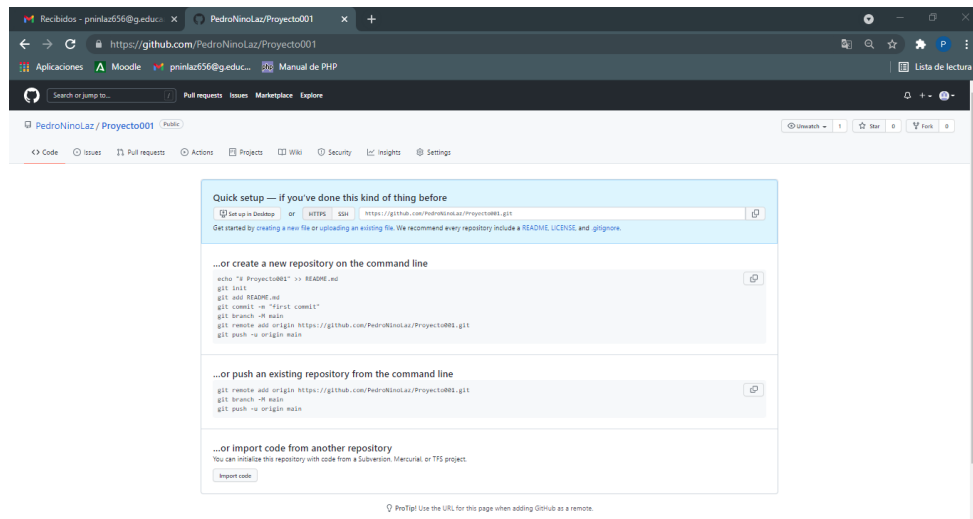 Recibidos - pninlaz656@g.educa
PedroNinoLaz/Proyecto001
https://github.com/PedroNinoLaz/Proyecto001
P
Aplicaciones
Moodle
pninlaz656@g.educ...
Manual de PHP
Lista de lectura
Search or jump to...
/
Pull requests Issues Marketplace Explore
PedroNinoLaz / Proyecto001 Public
Unwatch 1
Star 0
Fork 0
Code Issues Pull requests Actions Projects Wiki Security Insights Settings
Quick setup — if you've done this kind of thing before
Set up in Desktop or HTTPS SSH https://github.com/PedroNinoLaz/Proyecto001.git
Get started by creating a new file or uploading an existing file. We recommend every repository include a README, LICENSE, and .gitignore.
...or create a new repository on the command line
echo "# Proyecto001" >> README.md
git init
git add README.md
git commit -m "first commit"
git branch -M main
git remote add origin https://github.com/PedroNinoLaz/Proyecto001.git
git push -u origin main
...or push an existing repository from the command line
git remote add origin https://github.com/PedroNinoLaz/Proyecto001.git
git branch -M main
git push -u origin main
...or import code from another repository
You can initialize this repository with code from a Subversion, Mercurial, or TFS project.
Import code
ProTip! Use the URL for this page when adding GitHub as a remote.